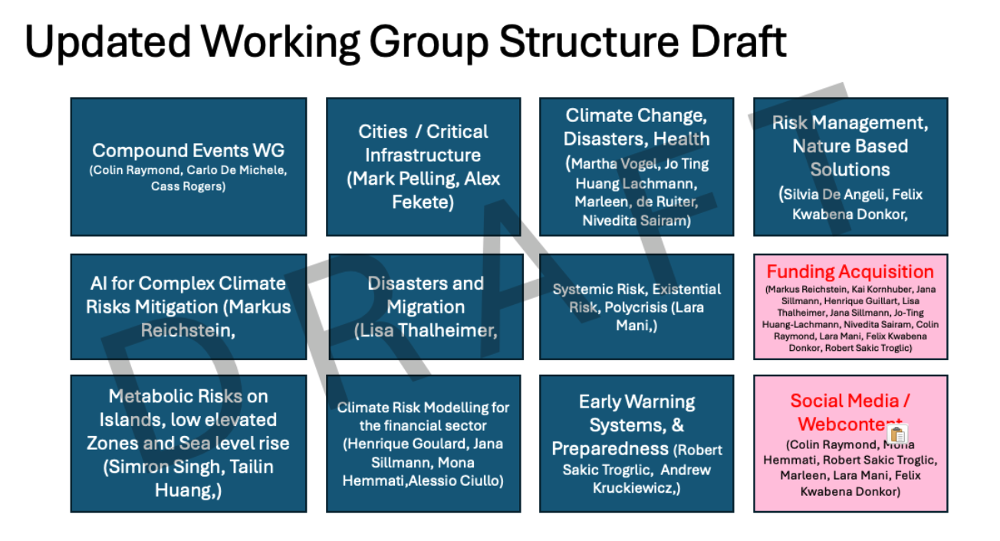 Updated Working Group Structure Draft
Compound Events WG
(Colin Raymond, Carlo De Michele,
Cass Rogers)
Cities / Critical
Infrastructure
(Mark Pelling, Alex
Fekete)
Climate Change,
Disasters, Health
(Martha Vogel, Jo Ting
Huang Lachmann,
Marleen, de Ruiter,
Nivedita Sairam)
Risk Management,
Nature Based
Solutions
(Silvia De Angeli, Felix
Kwabena Donkor,
AI for Complex Climate
Risks Mitigation (Markus
Reichstein,
Disasters and
Migration
(Lisa Thalheimer,
Systemic Risk, Existential
Risk, Polycrisis (Lara
Mani,)
Funding Acquisition
(Markus Reichstein, Kai Kornhuber, Jana
Sillmann, Henrique Guillart, Lisa
Thalheimer, Jana Sillmann, Jo-Ting
Huang-Lachmann, Nivedita Sairam, Colin
Raymond, Lara Mani, Felix Kwabena
Donkor, Robert Sakic Troglic)
Metabolic Risks on
Islands, low elevated
Zones and Sea level rise
(Simron Singh, Tailin
Huang,)
Climate Risk Modelling for
the financial sector
(Henrique Goulard, Jana
Sillmann, Mona
Hemmati,Alessio Ciullo)
Early Warning
Systems, &
Preparedness (Robert
Sakic Trogrlic, Andrew
Kruckiewicz,)
Social Media /
Webcontent
(Colin Raymond, Mona
Hemmati, Robert Sakic Troglic,
Marleen, Lara Mani, Felix
Kwabena Donkor)
DRAFT